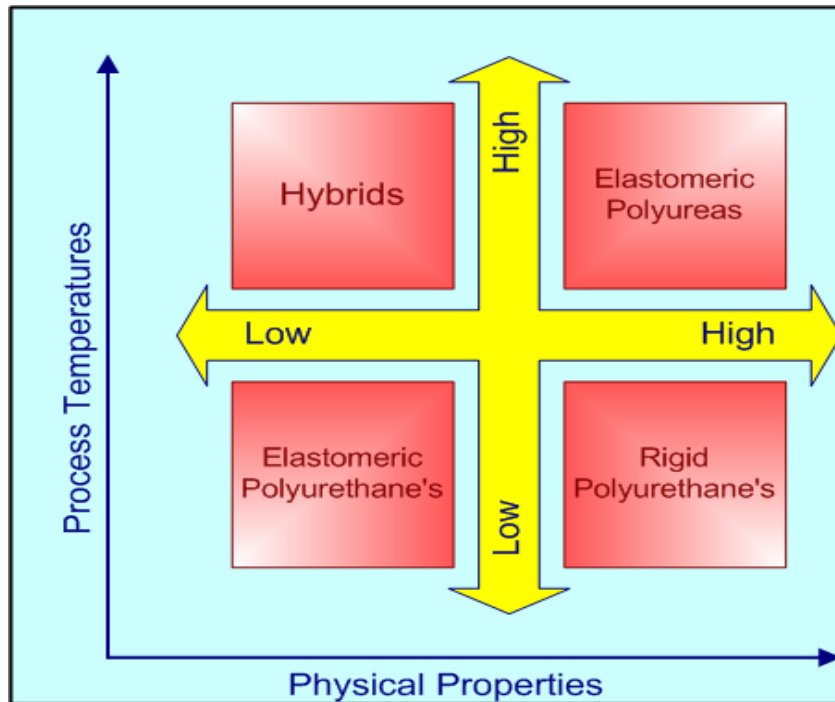 Process Temperatures
High
Hybrids
Elastomeric
Polyureas
Low
High
Elastomeric
Polyurethane's
Rigid
Polyurethane's
Low
Physical Properties